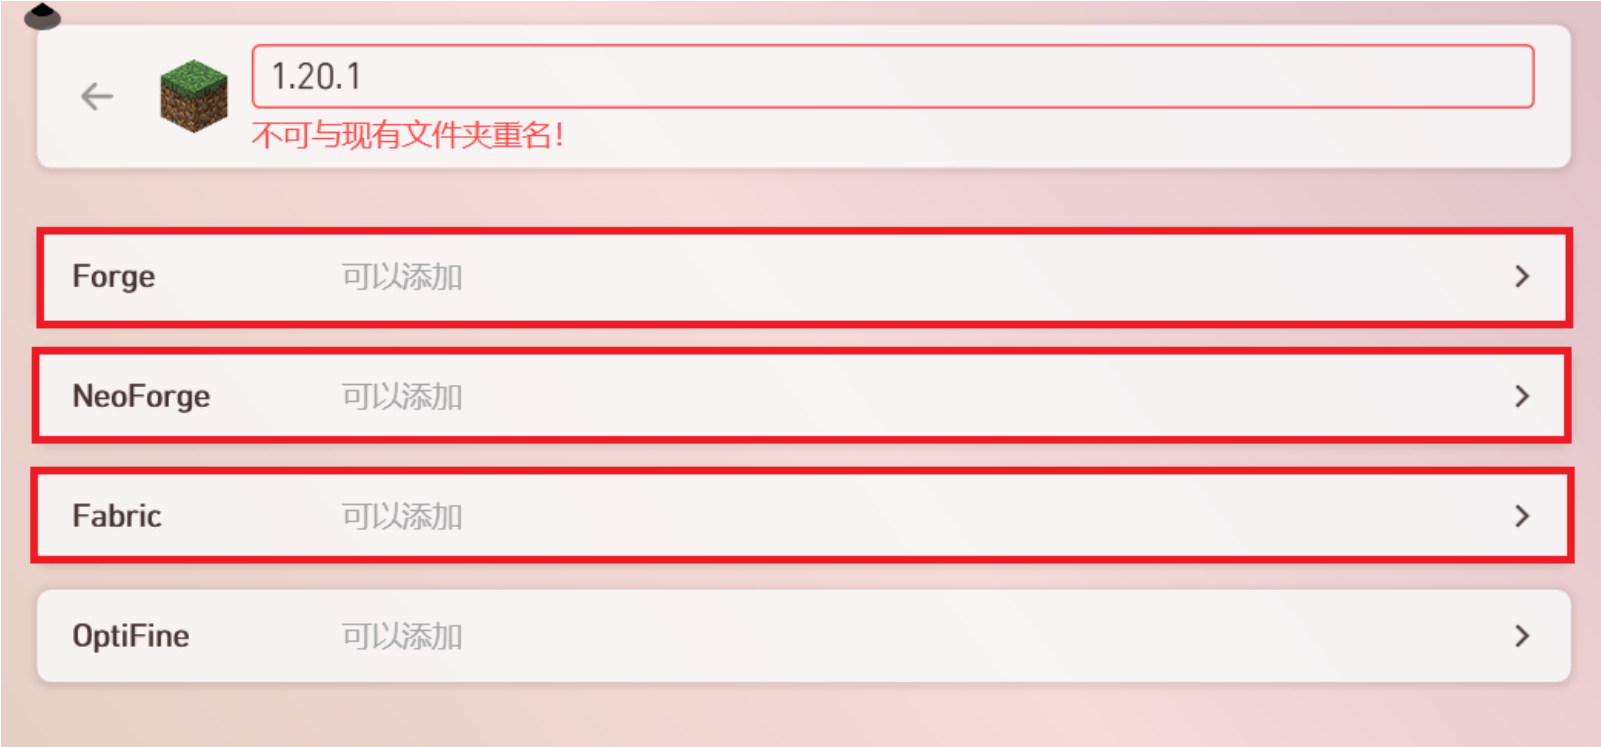 1.20.1
不可与现有文件夹重名！
Forge 可以添加
NeoForge 可以添加
Fabric 可以添加
OptiFine 可以添加